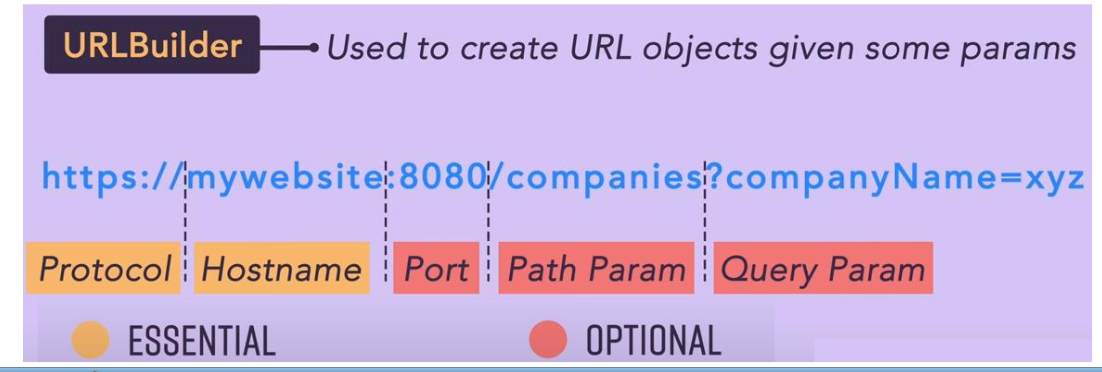 URLBuilder Used to create URL objects given some params
https://mywebsite:8080/companies?companyName=xyz
Protocol Hostname Port Path Param Query Param
ESSENTIAL OPTIONAL